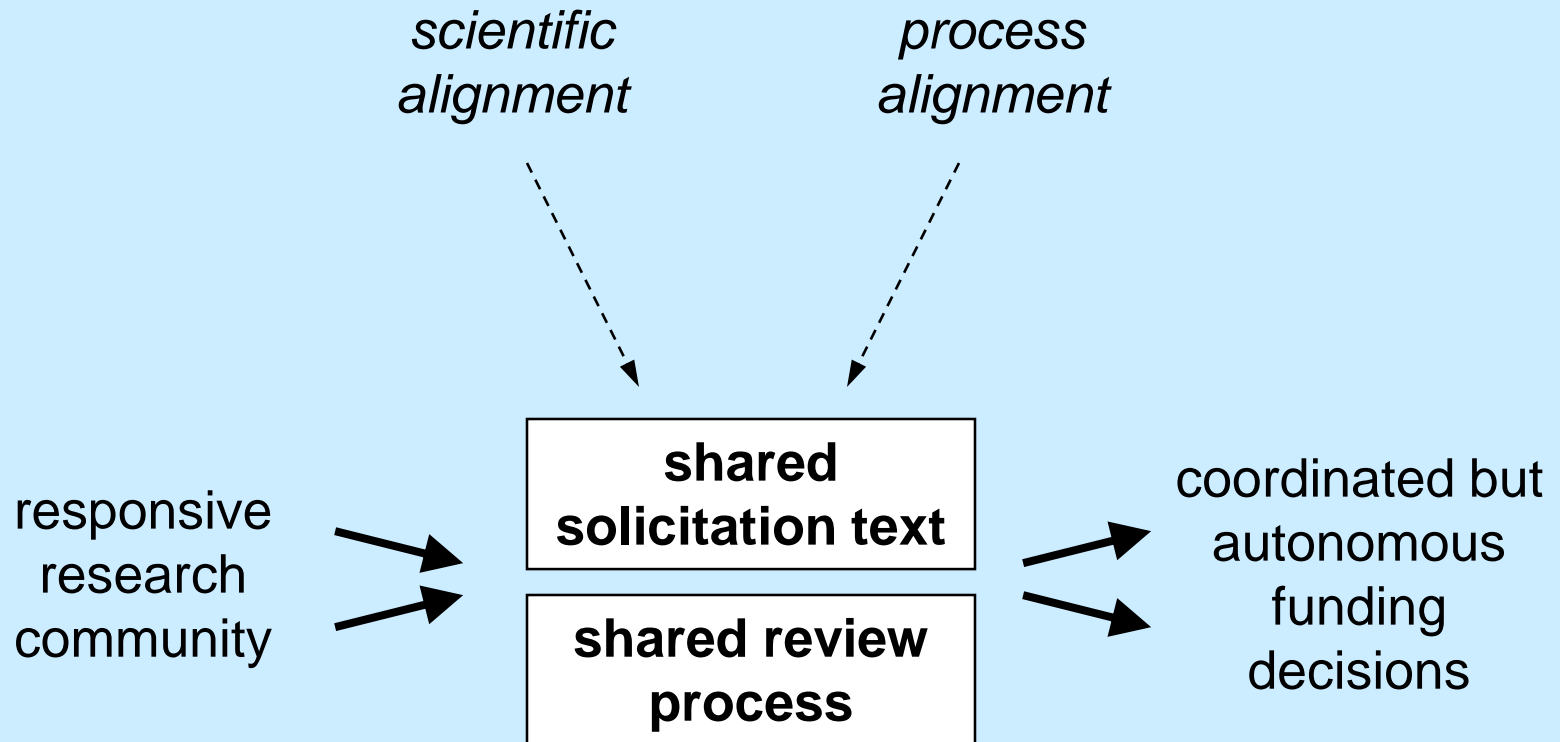 scientific
alignment
process
alignment
responsive
research
community
shared
solicitation text
shared review
process
coordinated but
autonomous
funding
decisions